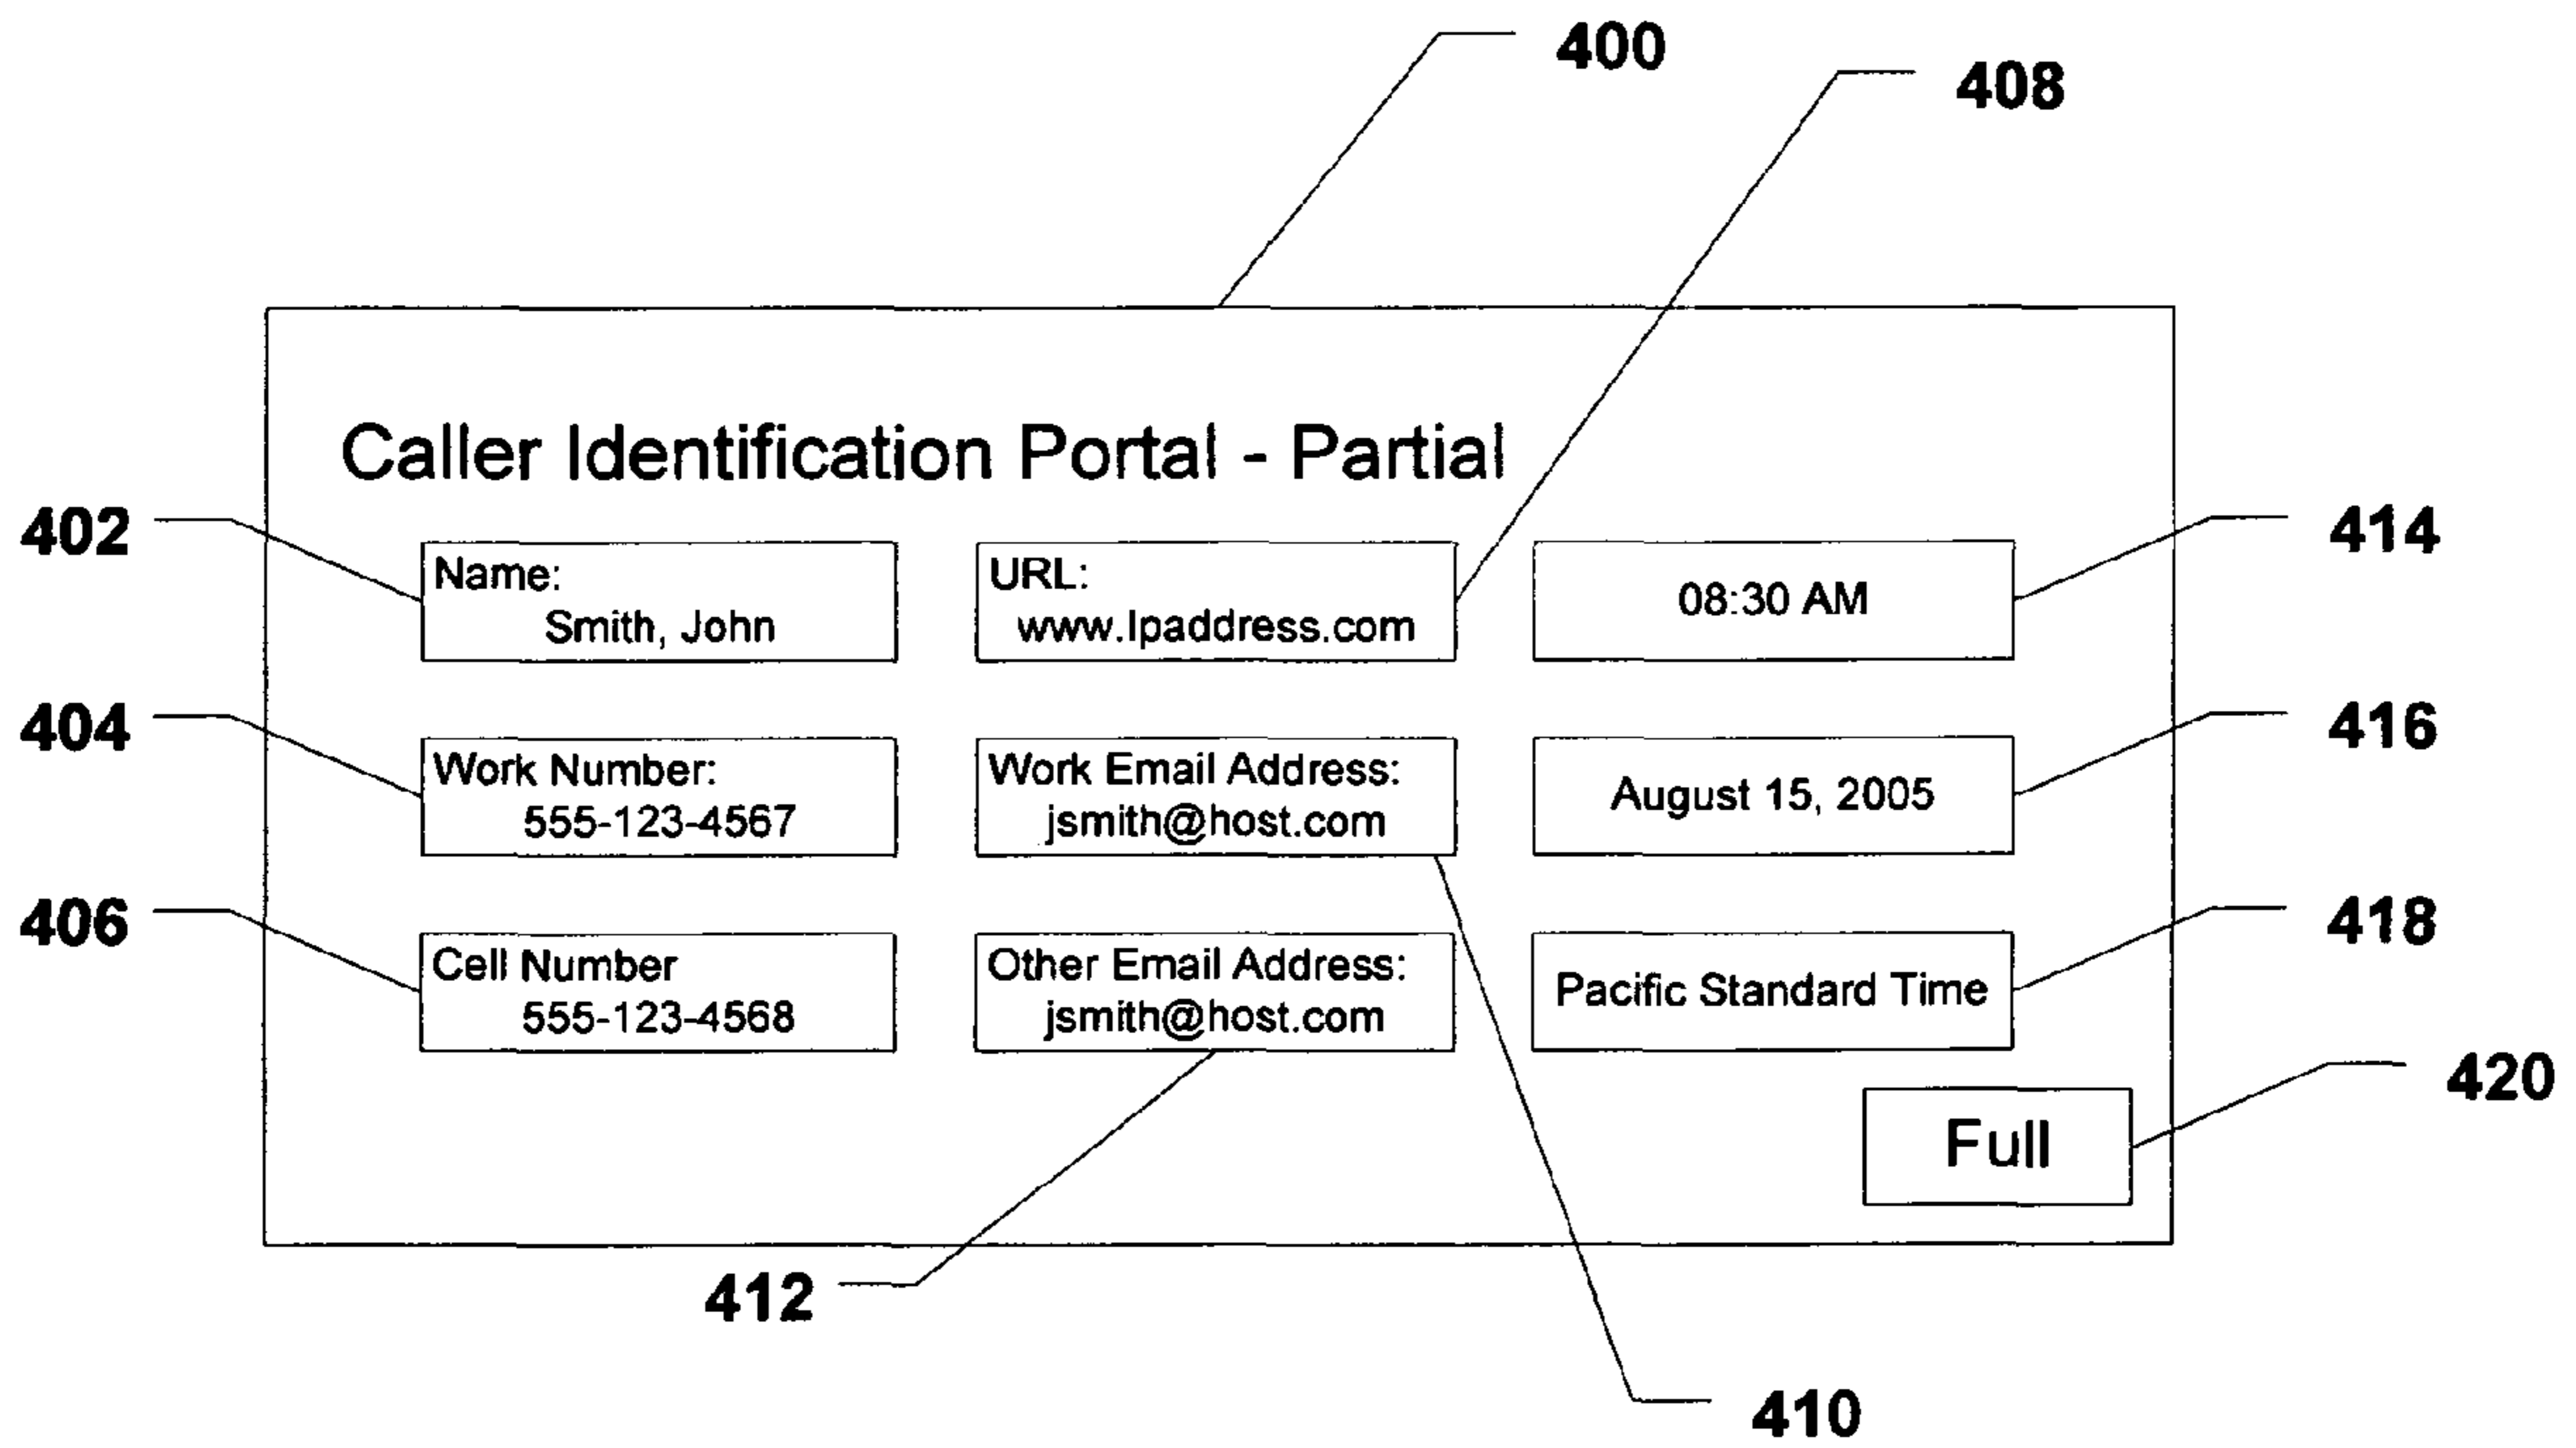 400
408
Caller Identification Portal - Partial
402
Name:
Smith, John
URL:
www.Ipaddress.com
08:30 AM
414
404
Work Number:
555-123-4567
Work Email Address:
jsmith@host.com
August 15, 2005
416
406
Cell Number
555-123-4568
Other Email Address:
jsmith@host.com
Pacific Standard Time
418
Full
420
412
410